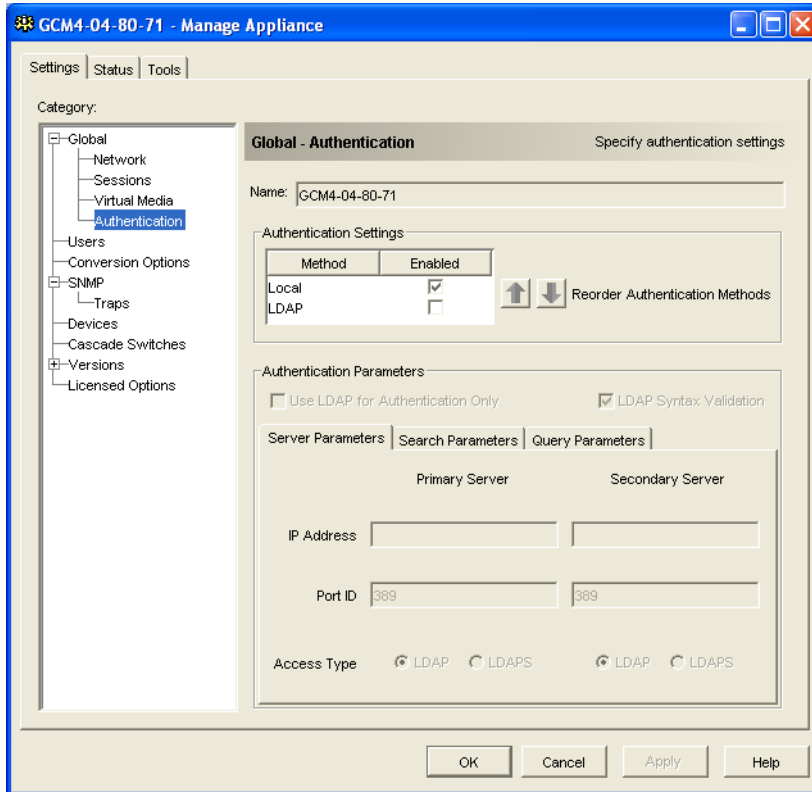 GCM4-04-80-71 - Manage Appliance
Settings Status Tools
Category:
Global
Network
Sessions
Virtual Media
Authentication
Users
Conversion Options
SNMP
Traps
Devices
Cascade Switches
Versions
Licensed Options
Global - Authentication Specify authentication settings
Name: GCM4-04-80-71
Authentication Settings
Method Enabled
Local
LDAP
Reorder Authentication Methods
Authentication Parameters
Use LDAP for Authentication Only LDAP Syntax Validation
Server Parameters Search Parameters Query Parameters
Primary Server Secondary Server
IP Address
Port ID 389 389
Access Type LDAP LDAPS LDAP LDAPS
OK Cancel Apply Help